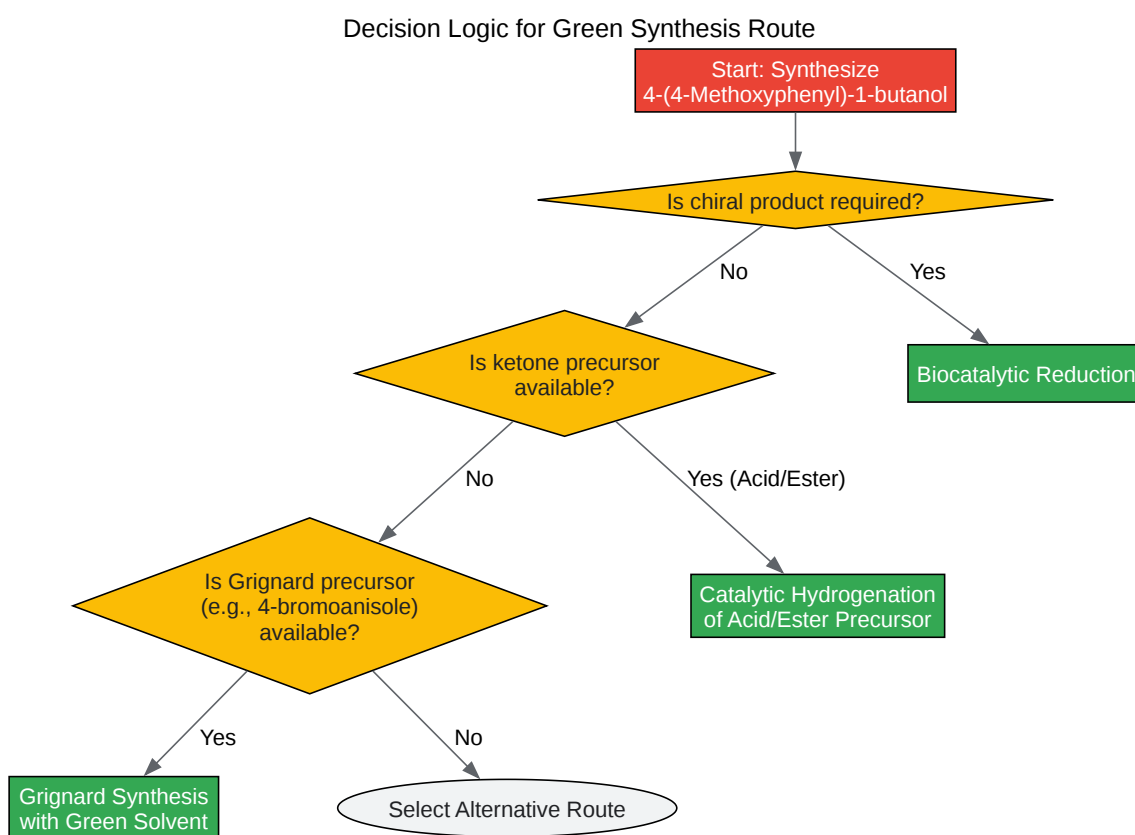 Decision Logic for Green Synthesis Route
Start: Synthesize
4-(4-Methoxyphenyl)-1-butanol
Is chiral product required?
No
Yes
Is ketone precursor
available?
Biocatalytic Reduction
No
Yes (Acid/Ester)
Is Grignard precursor
(e.g., 4-bromoanisole)
available?
Catalytic Hydrogenation
of Acid/Ester Precursor
Yes
No
Grignard Synthesis
with Green Solvent
Select Alternative Route